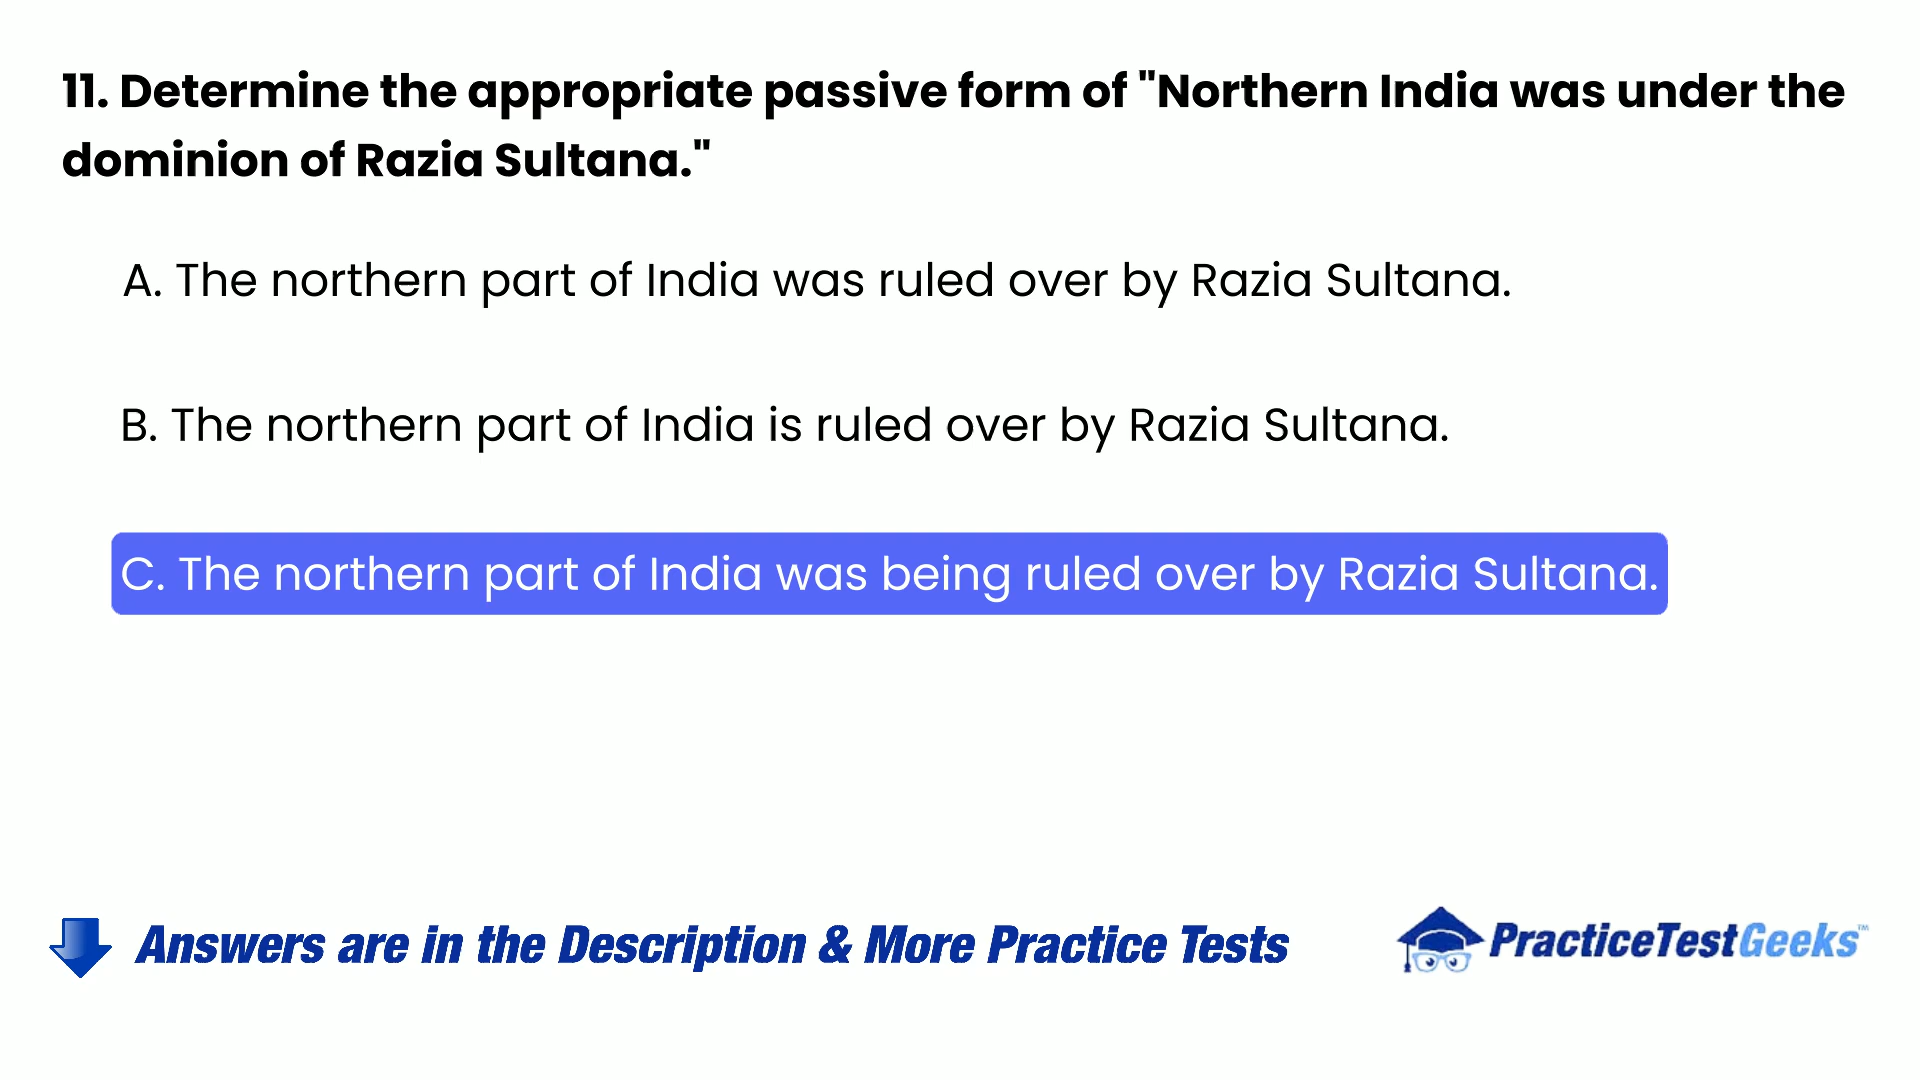 11. Determine the appropriate passive form of "Northern India was under the
dominion of Razia Sultana."
A. The northern part of India was ruled over by Razia Sultana.
B. The northern part of India is ruled over by Razia Sultana.
C. The northern part of India was being ruled over by Razia Sultana.
Answers are in the Description & More Practice Tests
PracticeTestGeeks™